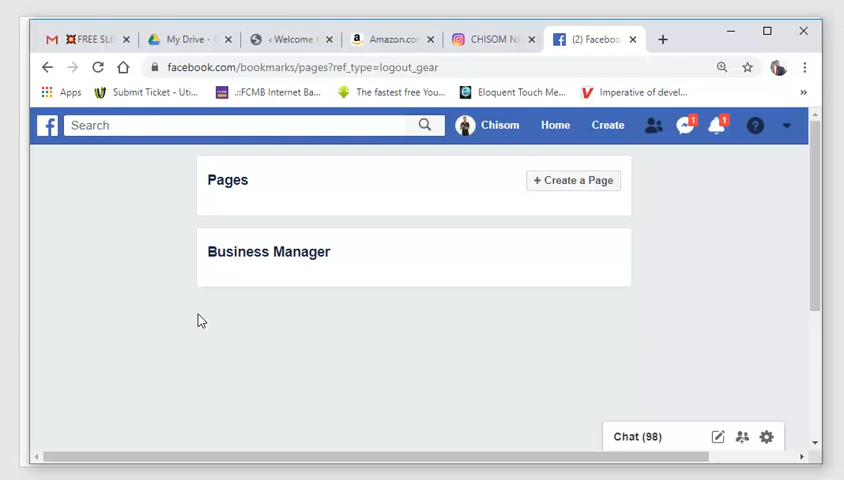 FREE SLI
My Drive - G
‹ Welcome t
Amazon.co
CHISOM N
(2) Faceboo
facebook.com/bookmarks/pages?ref_type=logout_gear
Apps
Submit Ticket - Uti...
.::FCMB Internet Ba...
The fastest free You...
Eloquent Touch Me...
Imperative of devel...
»
Search
Chisom
Home
Create
1
1
Pages
+ Create a Page
Business Manager
Chat (98)